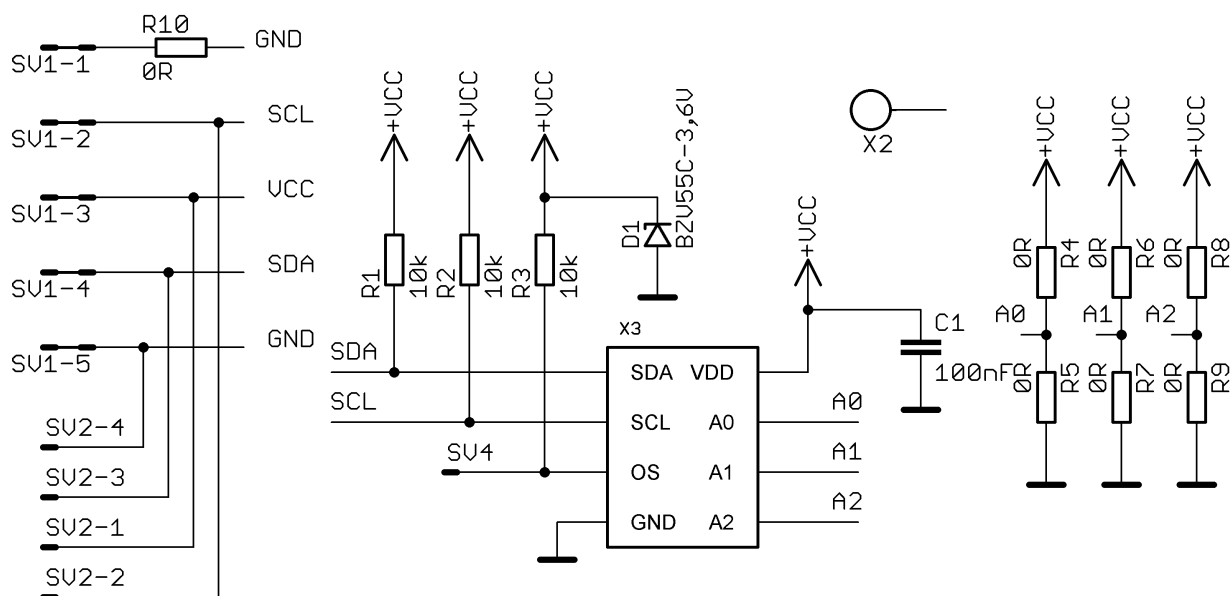 R10
GND
SV1-1
0R
SCL
SV1-2
VCC
SV1-3
SDA
SV1-4
GND
SV1-5
SV2-4
SV2-3
SV2-1
SV2-2
+VCC
+VCC
+VCC
R1
10k
R2
10k
R3
10k
D1
BZV55C-3,6V
SDA
SCL
SV4
X3
SDA
VDD
SCL
A0
OS
A1
GND
A2
+VCC
C1
100nF
A0
A1
A2
X2
+VCC
+VCC
+VCC
0R
R4
0R
R6
0R
R8
A0
A1
A2
0R
R5
0R
R7
0R
R9